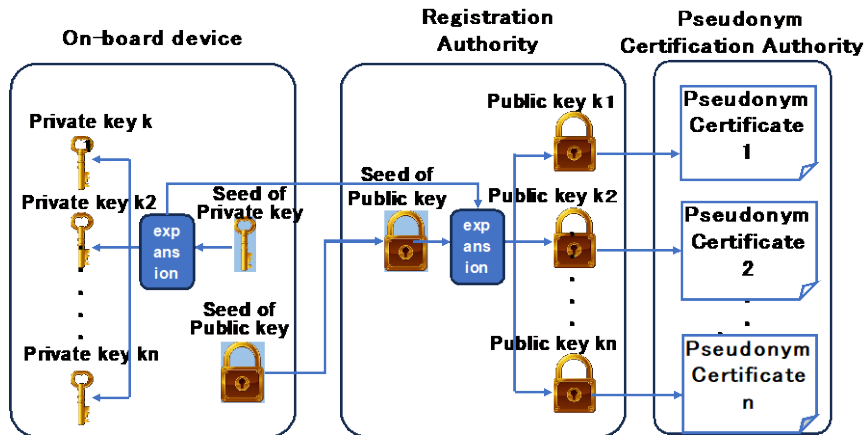 On-board device
Registration
Authority
Pseudonym
Certification Authority
Private key k
1
Private key k2
Seed of
Private key
exp
ans
ion
Seed of
Public key
Private key kn
Seed of
Public key
exp
ans
ion
Public key k1
Public key k2
Public key kn
Pseudonym
Certificate
1
Pseudonym
Certificate
2
Pseudonym
Certificate
n